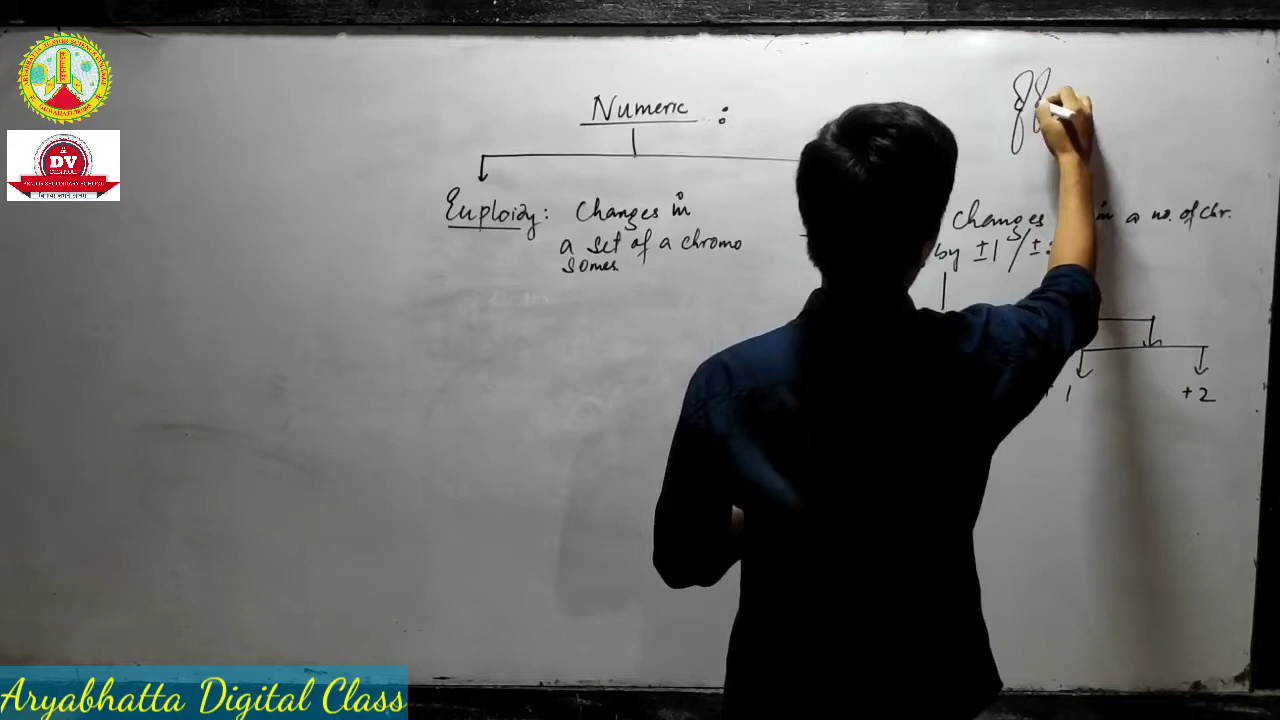 Numeric :
Euploidy: Changes in
a set of a chromo
somes
Changes in a no. of chr.
by ±1 / ±
+ 1
+ 2
DV
Aryabhatta Digital Class